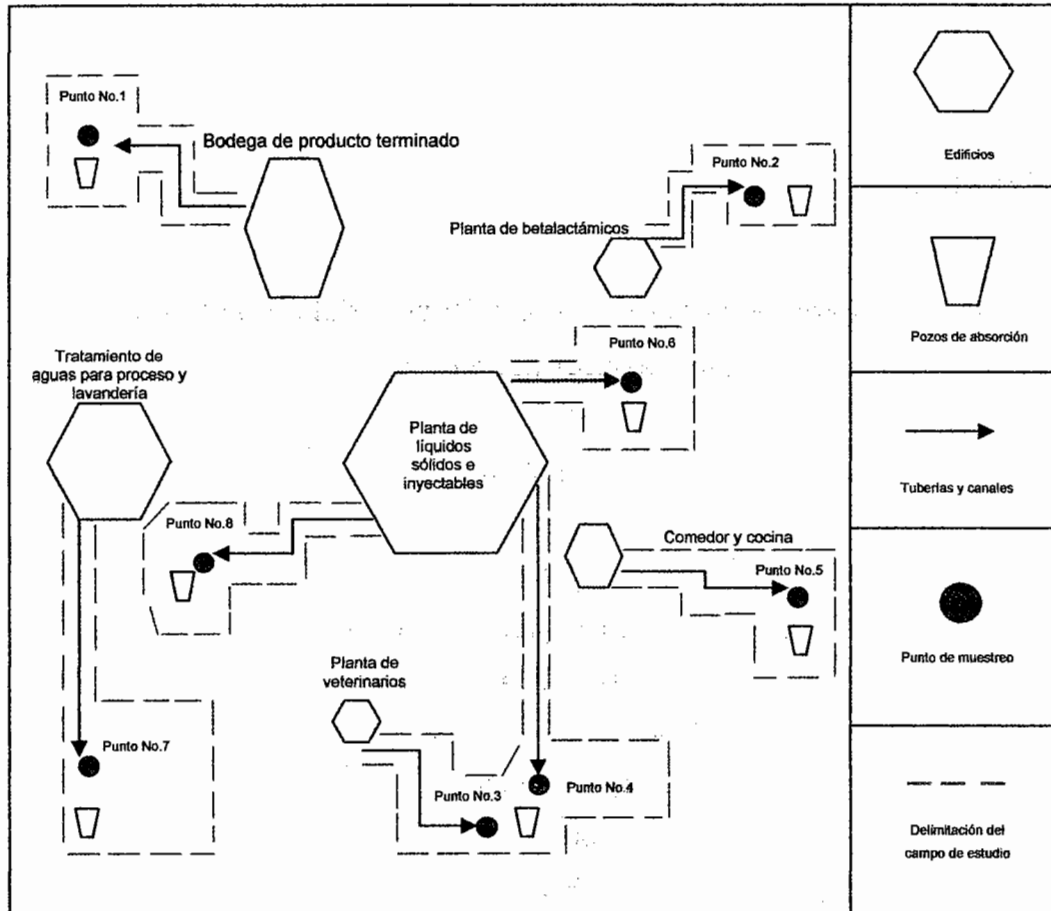 Punto No.1
Bodega de producto terminado
Punto No.2
Planta de betalactámicos
Punto No.6
Tratamiento de
aguas para proceso y
lavandería
Planta de
líquidos
sólidos e
inyectables
Punto No.8
Comedor y cocina
Punto No.5
Planta de
veterinarios
Punto No.7
Punto No.3
Punto No.4
Edificios
Pozos de absorción
Tuberías y canales
Punto de muestreo
Delimitación del
campo de estudio